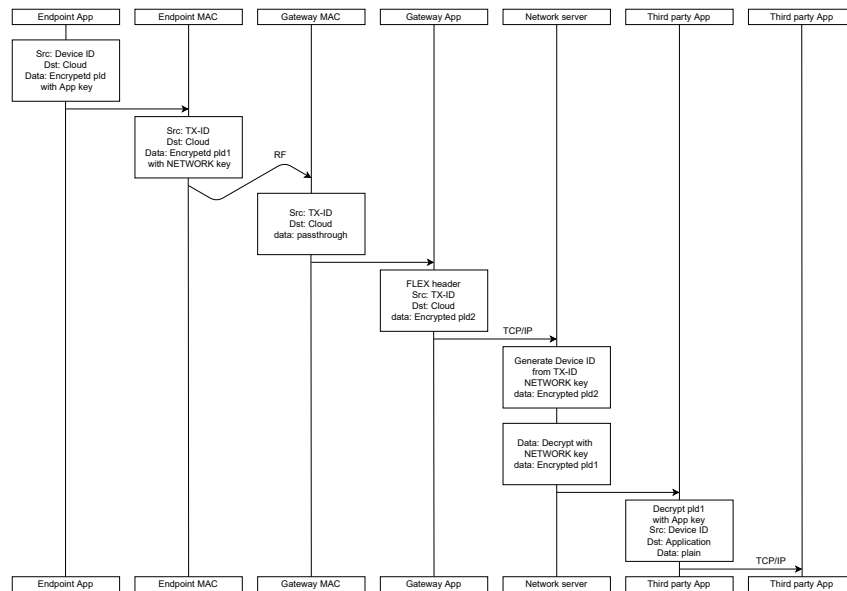 Endpoint App
Endpoint MAC
Gateway MAC
Gateway App
Network server
Third party App
Third party App
Src: Device ID
Dst: Cloud
Data: Encrypetd pld
with App key
Src: TX-ID
Dst: Cloud
Data: Encrypetd pld1
with NETWORK key
RF
Src: TX-ID
Dst: Cloud
data: passthrough
FLEX header
Src: TX-ID
Dst: Cloud
data: Encrypted pld2
TCP/IP
Generate Device ID
from TX-ID
NETWORK key
data: Encrypted pld2
Data: Decrypt with
NETWORK key
data: Encrypted pld1
Decrypt pld1
with App key
Src: Device ID
Dst: Application
Data: plain
TCP/IP
Endpoint App
Endpoint MAC
Gateway MAC
Gateway App
Network server
Third party App
Third party App